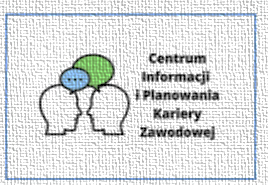 Centrum
Informacji
i Planowania
Kariery
Zawodowej